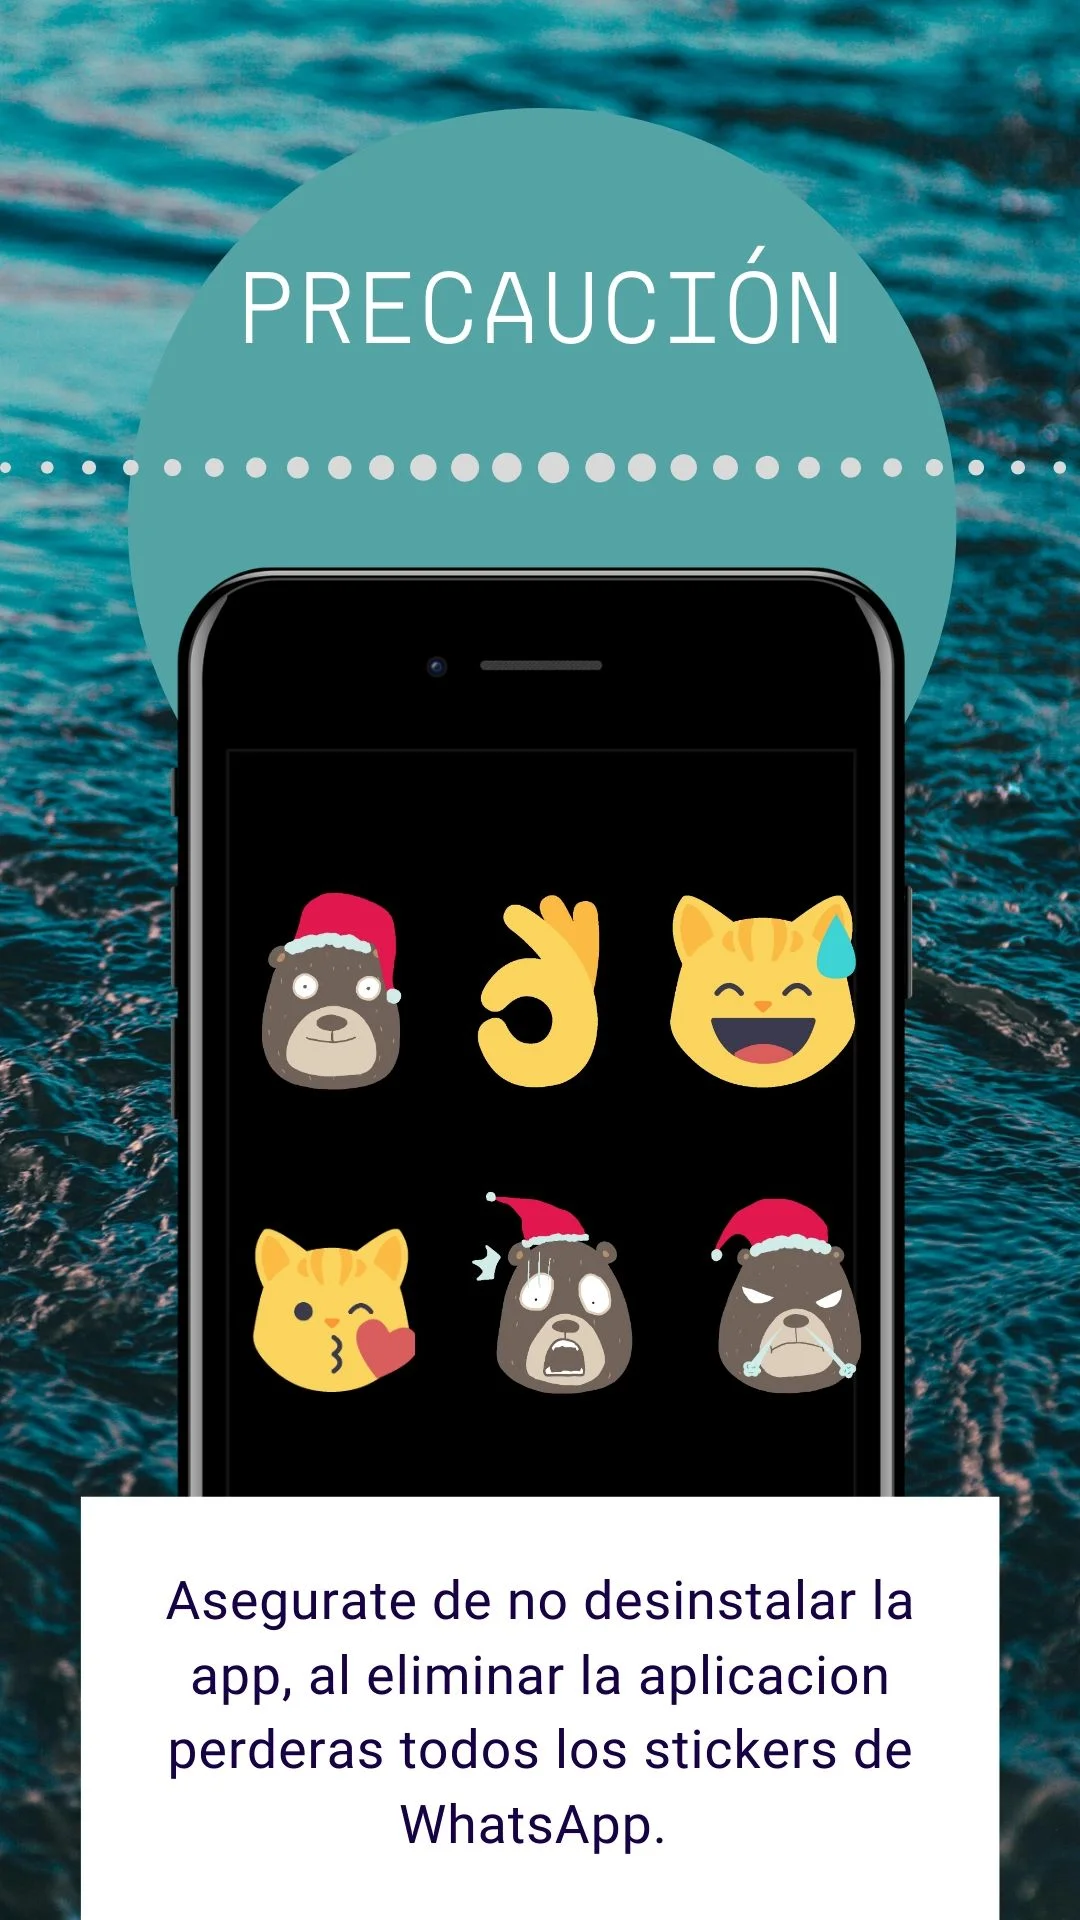 PRECAUCIÓN
Asegurate de no desinstalar la
app, al eliminar la aplicacion
perderas todos los stickers de
WhatsApp.